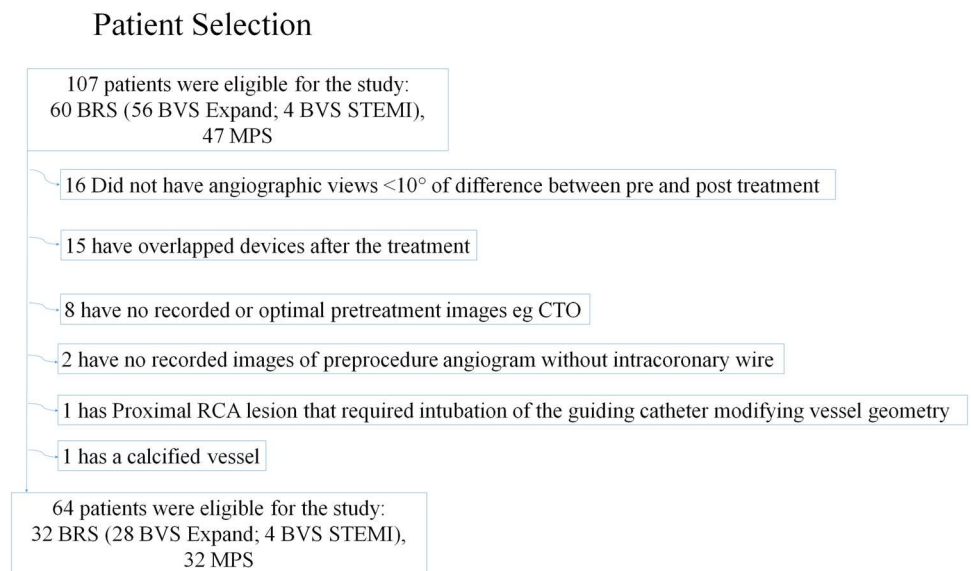 Patient Selection
107 patients were eligible for the study:
60 BRS (56 BVS Expand; 4 BVS STEMI),
47 MPS
16 Did not have angiographic views <10° of difference between pre and post treatment
15 have overlapped devices after the treatment
8 have no recorded or optimal pretreatment images eg CTO
2 have no recorded images of preprocedure angiogram without intracoronary wire
1 has Proximal RCA lesion that required intubation of the guiding catheter modifying vessel geometry
1 has a calcified vessel
64 patients were eligible for the study:
32 BRS (28 BVS Expand; 4 BVS STEMI),
32 MPS